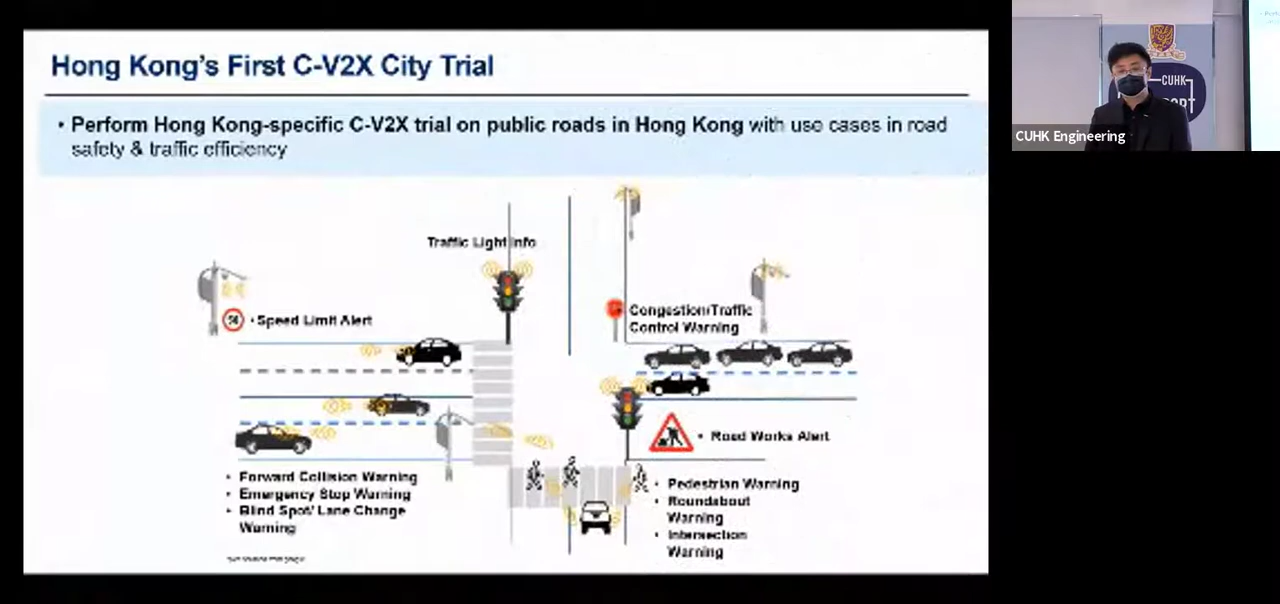 Hong Kong's First C-V2X City Trial
• Perform Hong Kong-specific C-V2X trial on public roads in Hong Kong with use cases in road
safety & traffic efficiency
Traffic Light Info
• Speed Limit Alert
Congestion/Traffic
Control Warning
• Road Works Alert
• Forward Collision Warning
• Emergency Stop Warning
• Blind Spot/ Lane Change
Warning
• Pedestrian Warning
• Roundabout
Warning
• Intersection
Warning
CUHK
CUHK Engineering